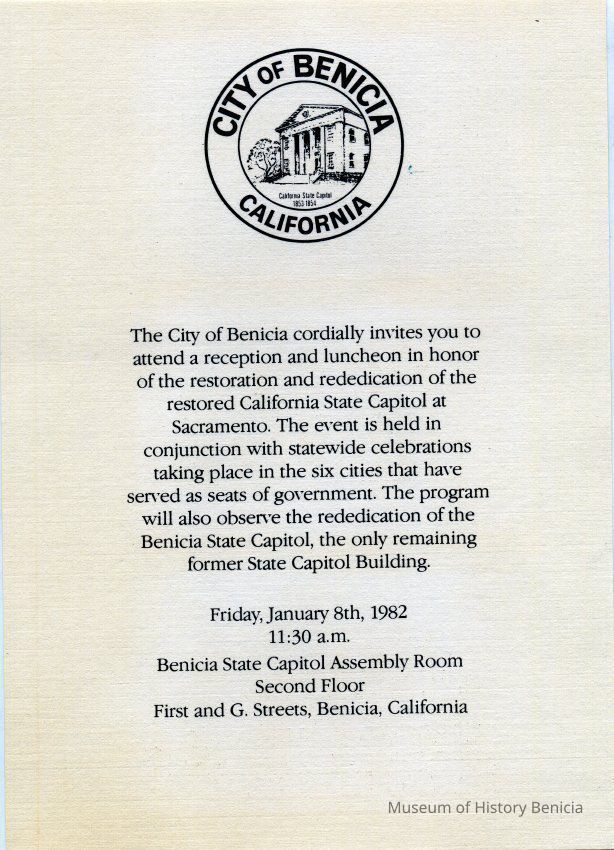 CITY OF BENICIA
California State Capitol
1853-1854
CALIFORNIA
The City of Benicia cordially invites you to
attend a reception and luncheon in honor
of the restoration and rededication of the
restored California State Capitol at
Sacramento. The event is held in
conjunction with statewide celebrations
taking place in the six cities that have
served as seats of government. The program
will also observe the rededication of the
Benicia State Capitol, the only remaining
former State Capitol Building.
Friday, January 8th, 1982
11:30 a.m.
Benicia State Capitol Assembly Room
Second Floor
First and G. Streets, Benicia, California
Museum of History Benicia